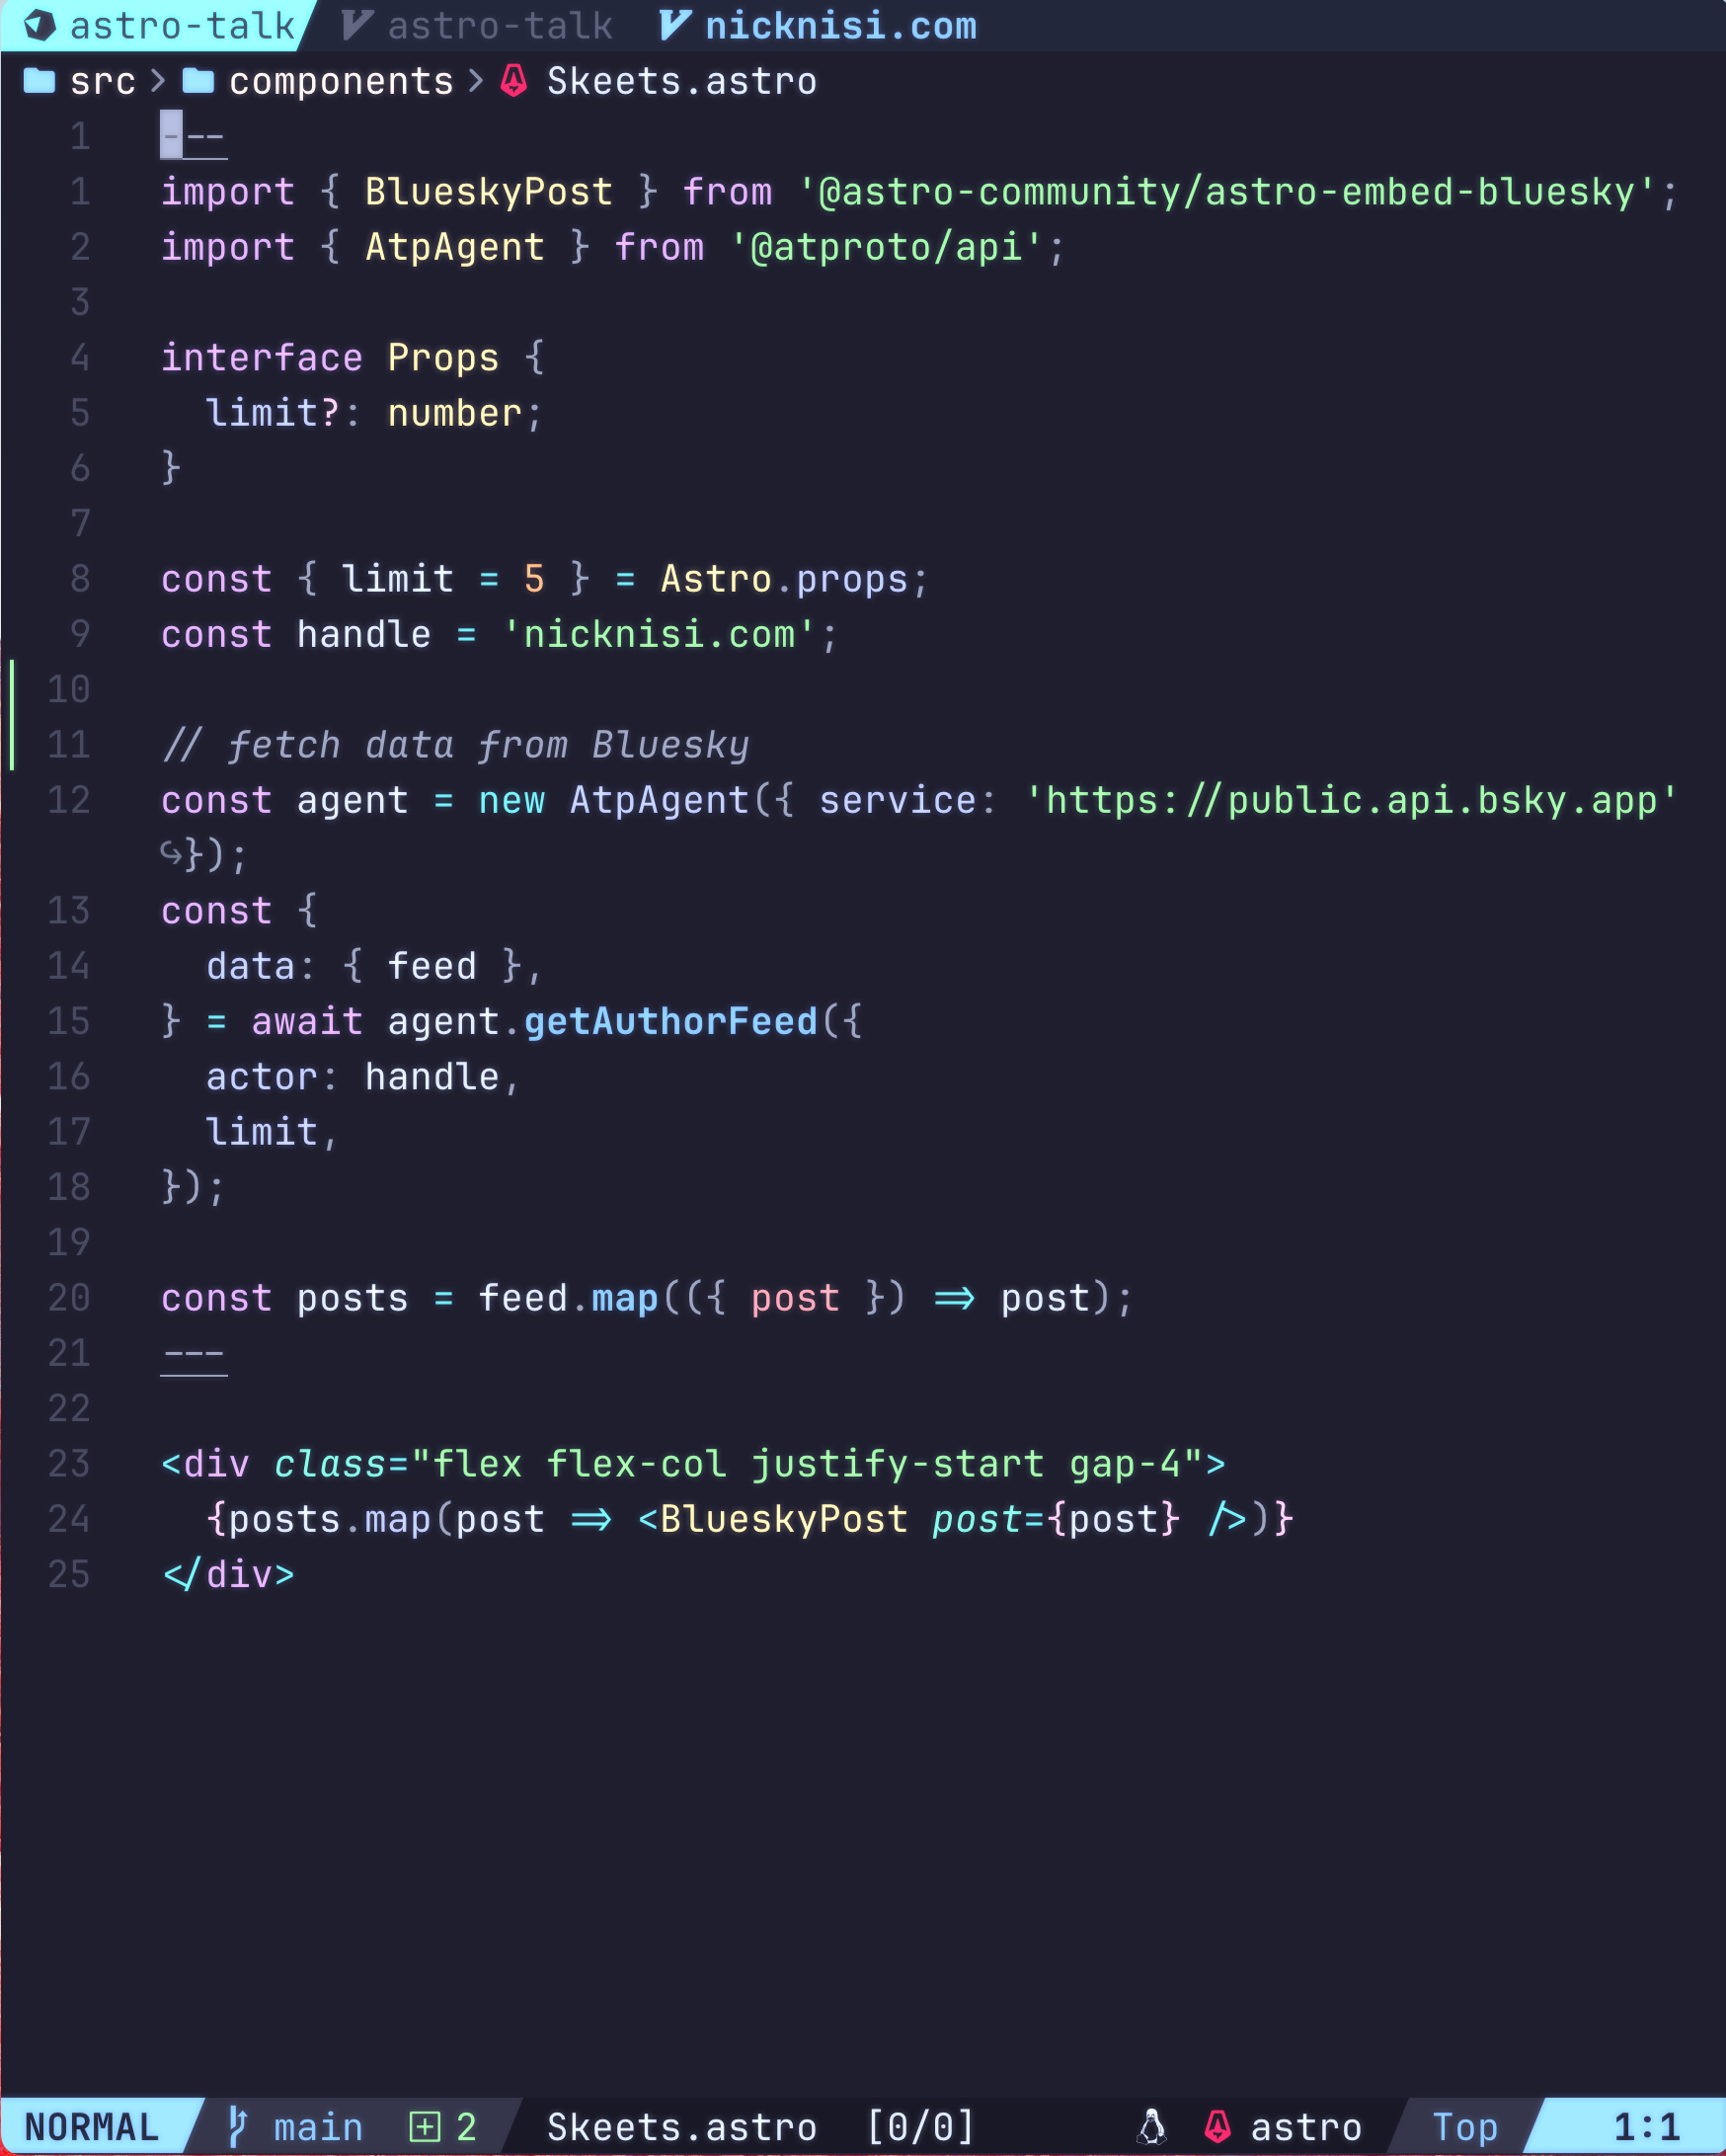 astro-talk astro-talk nicknisi.com
src > components > Skeets.astro
1 ---
1 import { BlueskyPost } from '@astro-community/astro-embed-bluesky';
2 import { AtpAgent } from '@atproto/api';
3
4 interface Props {
5   limit?: number;
6 }
7
8 const { limit = 5 } = Astro.props;
9 const handle = 'nicknisi.com';
10
11 // fetch data from Bluesky
12 const agent = new AtpAgent({ service: 'https://public.api.bsky.app'
↪});
13 const {
14   data: { feed },
15 } = await agent.getAuthorFeed({
16   actor: handle,
17   limit,
18 });
19
20 const posts = feed.map(({ post }) => post);
21 ---
22
23 <div class="flex flex-col justify-start gap-4">
24   {posts.map(post => <BlueskyPost post={post} />)}
25 </div>
NORMAL main 2 Skeets.astro [0/0] astro Top 1:1